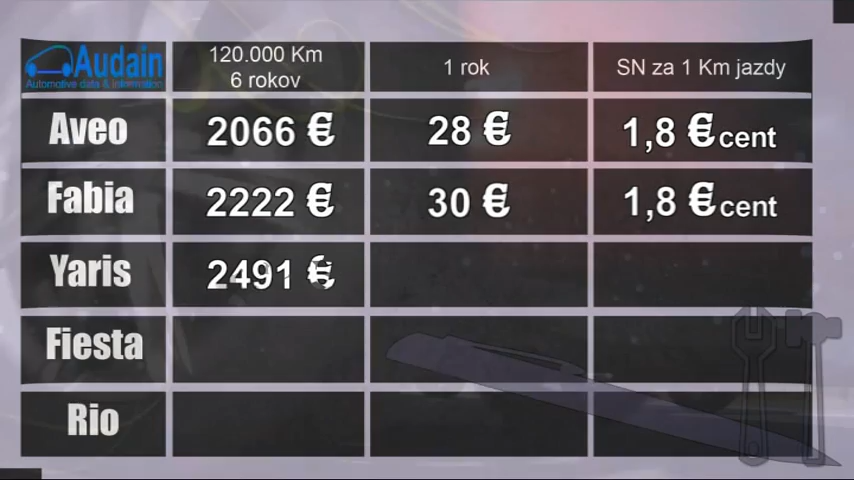 Audain
Automotive data & information
120.000 Km
6 rokov
1 rok
SN za 1 Km jazdy
Aveo
2066 €
28 €
1,8 € cent
Fabia
2222 €
30 €
1,8 € cent
Yaris
2491 €
Fiesta
Rio